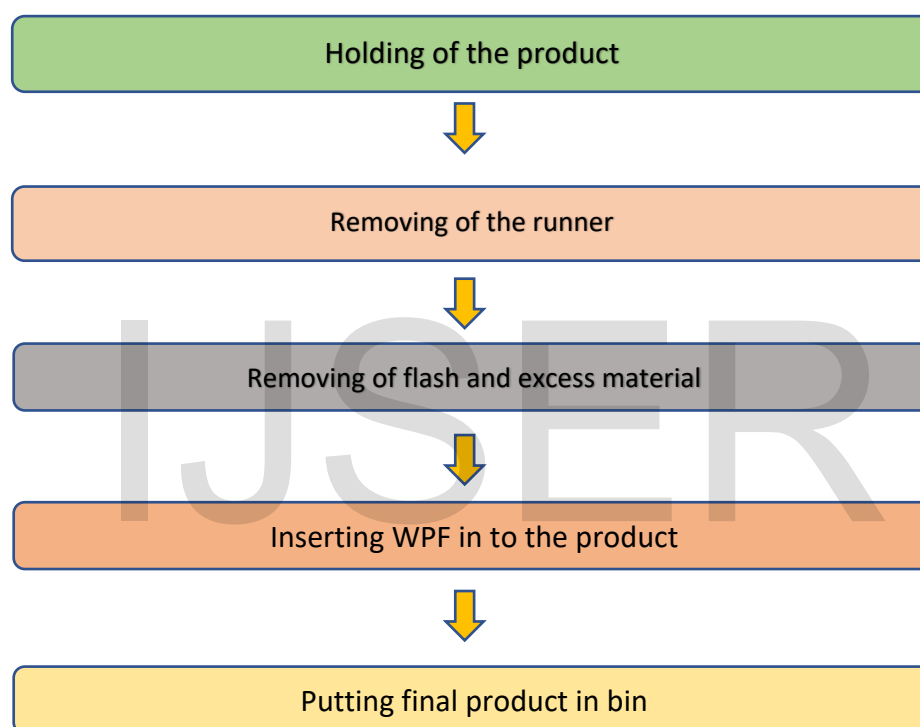 Holding of the product
Removing of the runner
Removing of flash and excess material
IJSER
Inserting WPF in to the product
Putting final product in bin